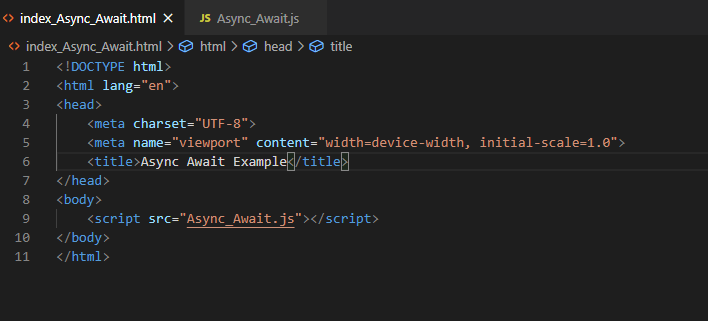 index_Async_Await.html Async_Await.js
index_Async_Await.html > html > head > title
1 <!DOCTYPE html>
2 <html lang="en">
3 <head>
4     <meta charset="UTF-8">
5     <meta name="viewport" content="width=device-width, initial-scale=1.0">
6     <title>Async Await Example</title>
7 </head>
8 <body>
9     <script src="Async_Await.js"></script>
10 </body>
11 </html>